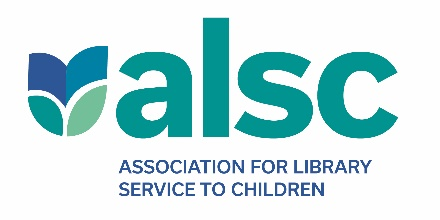 alsc
ASSOCIATION FOR LIBRARY
SERVICE TO CHILDREN